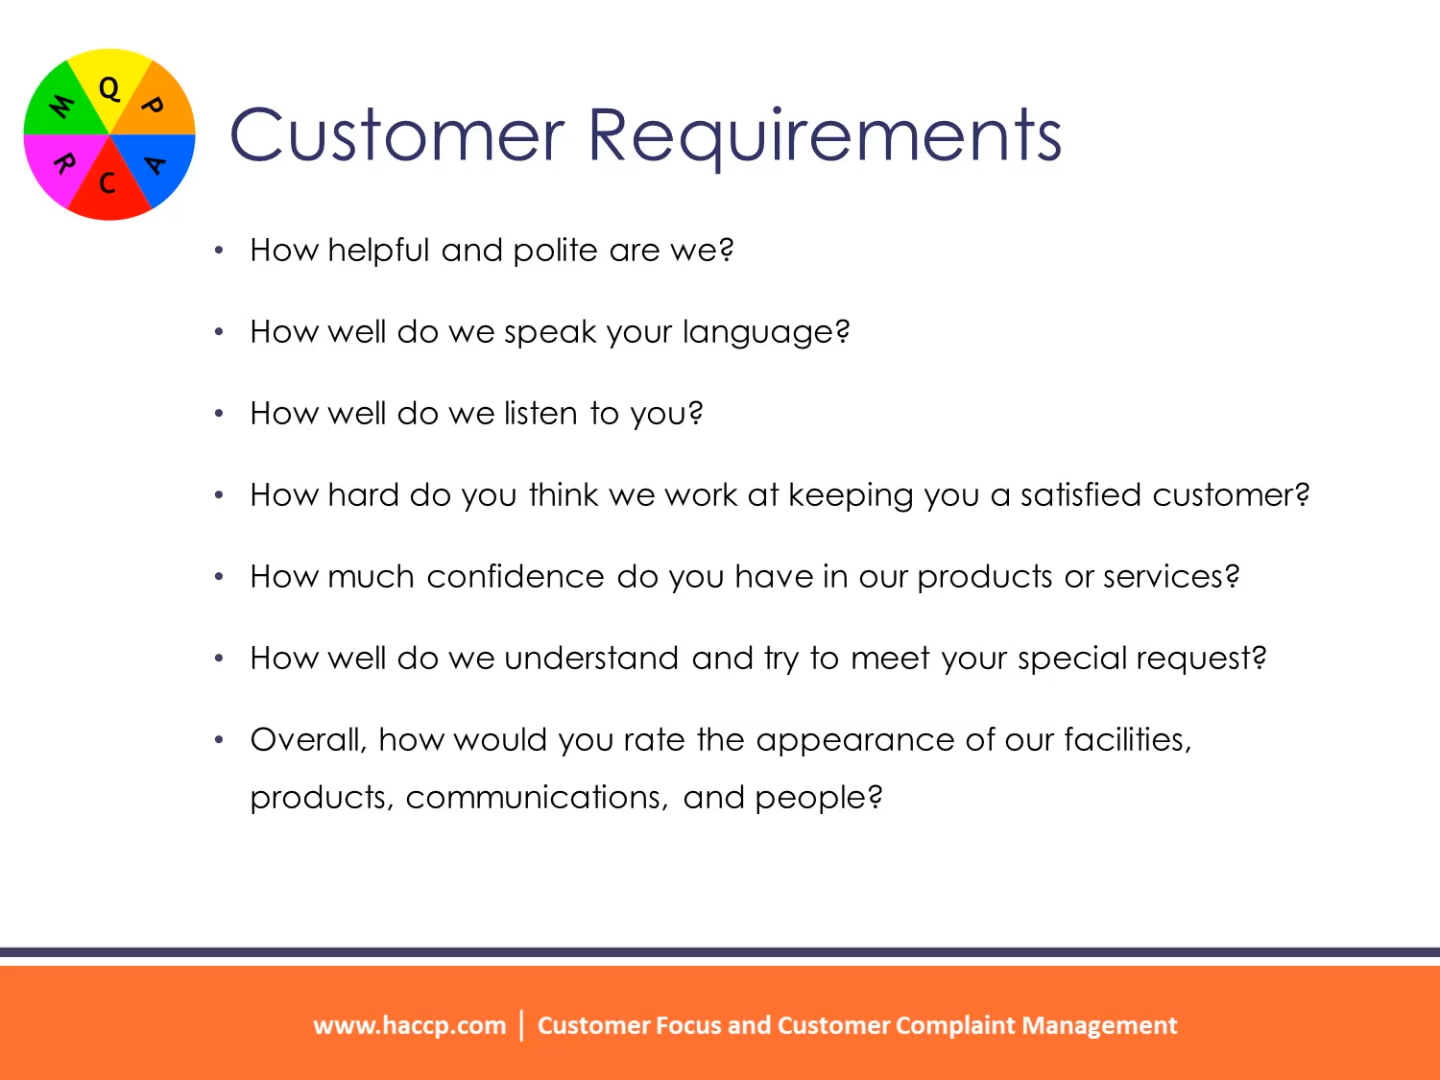 Q
P
A
C
R
M
Customer Requirements
• How helpful and polite are we?
• How well do we speak your language?
• How well do we listen to you?
• How hard do you think we work at keeping you a satisfied customer?
• How much confidence do you have in our products or services?
• How well do we understand and try to meet your special request?
• Overall, how would you rate the appearance of our facilities,
products, communications, and people?
www.haccp.com | Customer Focus and Customer Complaint Management